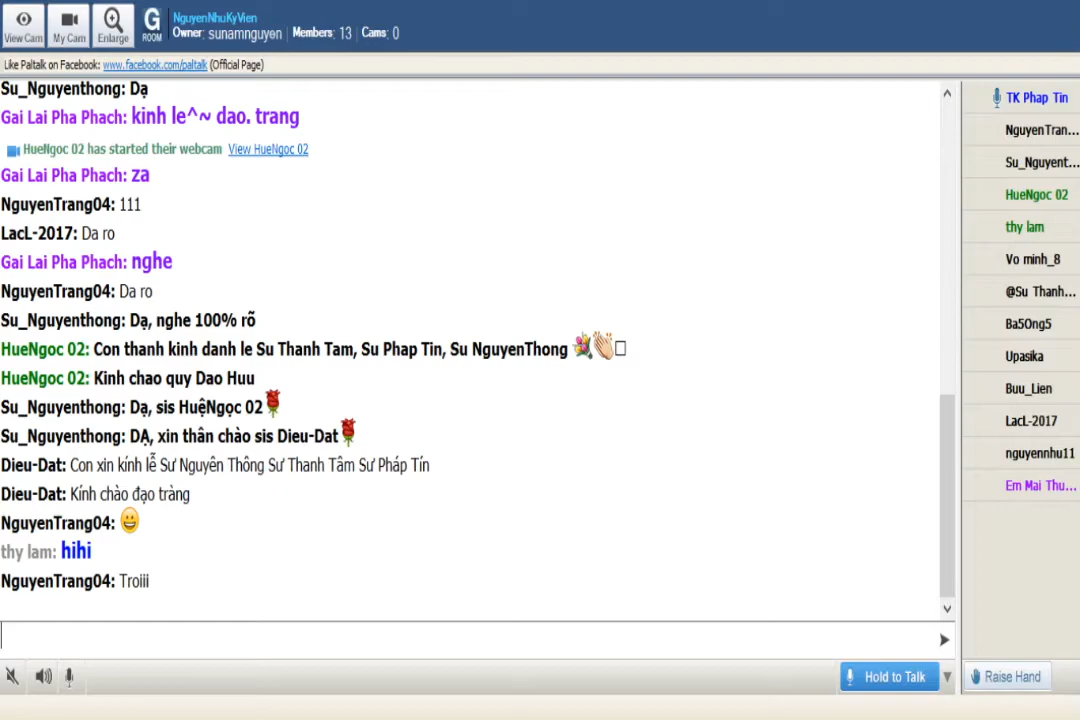 View Cam
My Cam
Enlarge
G
ROOM
NguyenNhuKyVien
Owner: sunamnguyen
Members: 13
Cams: 0
Like Paltalk on Facebook: www.facebook.com/paltalk (Official Page)
Su_Nguyenthong: Dạ
Gai Lai Pha Phach: kinh le^~ dao. trang
HueNgoc 02 has started their webcam View HueNgoc 02
Gai Lai Pha Phach: za
NguyenTrang04: 111
LacL-2017: Da ro
Gai Lai Pha Phach: nghe
NguyenTrang04: Da ro
Su_Nguyenthong: Dạ, nghe 100% rõ
HueNgoc 02: Con thanh kinh danh le Su Thanh Tam, Su Phap Tin, Su NguyenThong
HueNgoc 02: Kinh chao quy Dao Huu
Su_Nguyenthong: Dạ, sis HuệNgọc 02
Su_Nguyenthong: DẠ, xin thân chào sis Dieu-Dat
Dieu-Dat: Con xin kính lễ Sư Nguyên Thông Sư Thanh Tâm Sư Pháp Tín
Dieu-Dat: Kính chào đạo tràng
NguyenTrang04:
thy lam: hihi
NguyenTrang04: Troiii
Hold to Talk
TK Phap Tin
NguyenTran...
Su_Nguyent...
HueNgoc 02
thy lam
Vo minh_8
@Su Thanh...
Ba5Ong5
Upasika
Buu_Lien
LacL-2017
nguyennhu11
Em Mai Thu...
Raise Hand